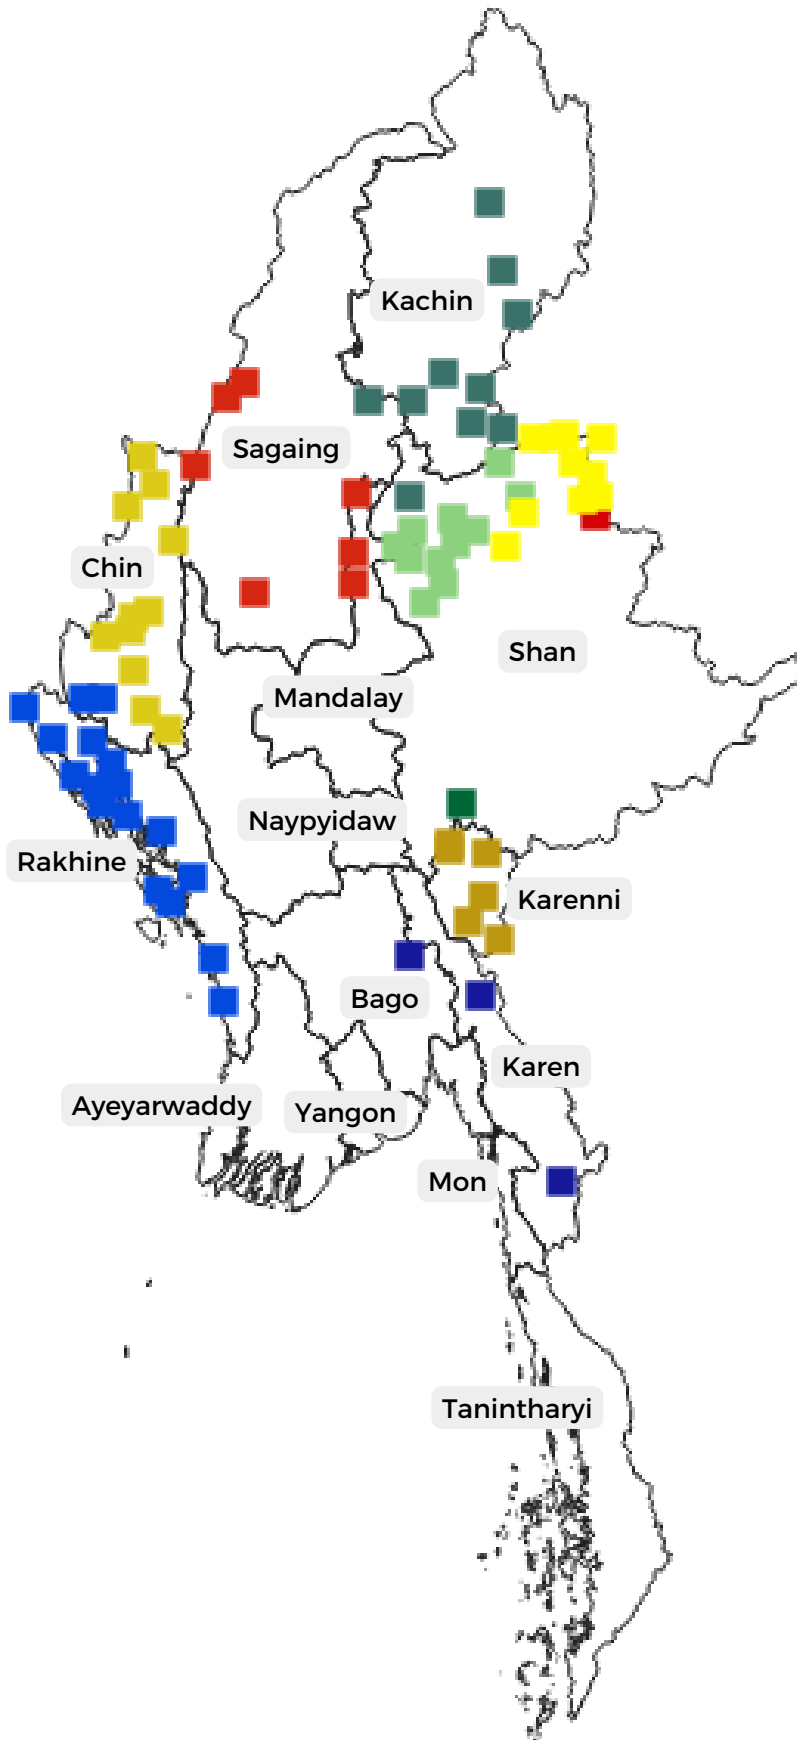 Kachin
Sagaing
Chin
Shan
Mandalay
Naypyidaw
Rakhine
Karenni
Bago
Karen
Ayeyarwaddy
Yangon
Mon
Tanintharyi